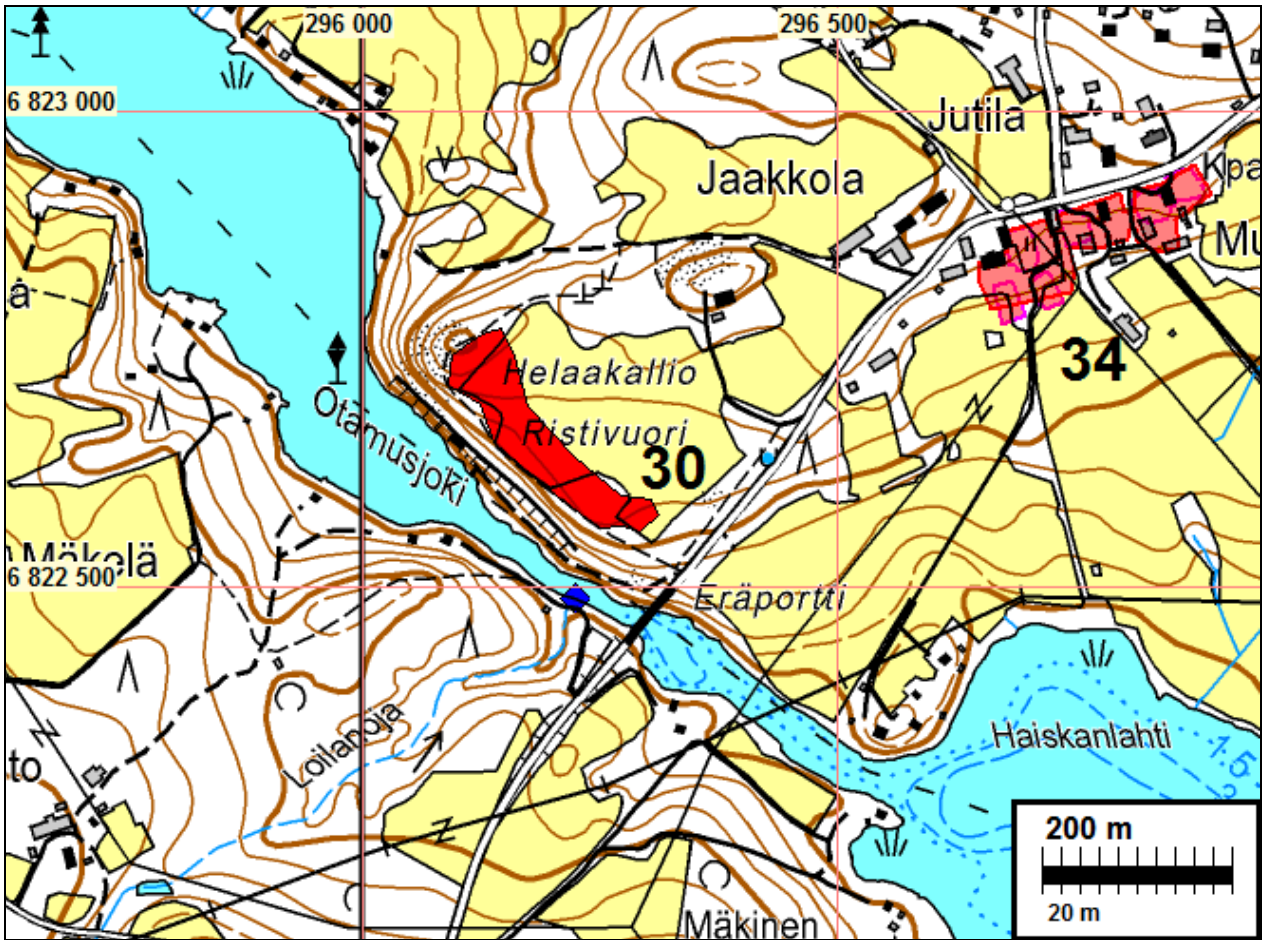 296 000
296 500
6 823 000
Jutila
Jaakkola
Kpa
Mu
å
Helaakallio
34
Otamusjoki
Ristivuori
30
Mäkelä
6 822 500
Eräportti
Loilanoja
Haiskanlahti
1.5
to
200 m
20 m
Mäkinen